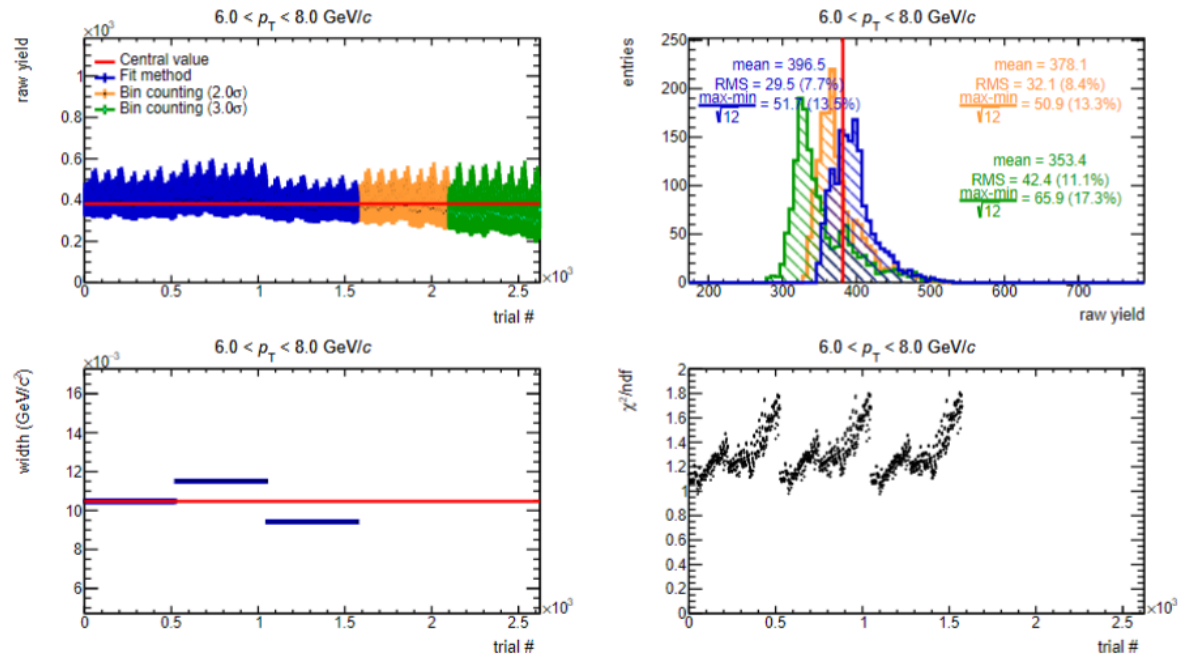 6.0 < p_T < 8.0 GeV/c
×10³
raw yield
Central value
Fit method
Bin counting (2.0σ)
Bin counting (3.0σ)
1
0.8
0.6
0.4
0.2
0 0.5 1 1.5 2 2.5 ×10³
trial #
6.0 < p_T < 8.0 GeV/c
entries
250
200
150
100
50
0
mean = 396.5
RMS = 29.5 (7.7%)
max-min/√12 = 51.7 (13.5%)
mean = 378.1
RMS = 32.1 (8.4%)
max-min/√12 = 50.9 (13.3%)
mean = 353.4
RMS = 42.4 (11.1%)
max-min/√12 = 65.9 (17.3%)
200 300 400 500 600 700
raw yield
6.0 < p_T < 8.0 GeV/c
×10⁻³
width (GeV/c²)
16
14
12
10
8
6
0 0.5 1 1.5 2 2.5 ×10³
trial #
6.0 < p_T < 8.0 GeV/c
χ²/ndf
2
1.8
1.6
1.4
1.2
1
0.8
0.6
0.4
0.2
0
0 0.5 1 1.5 2 2.5 ×10³
trial #